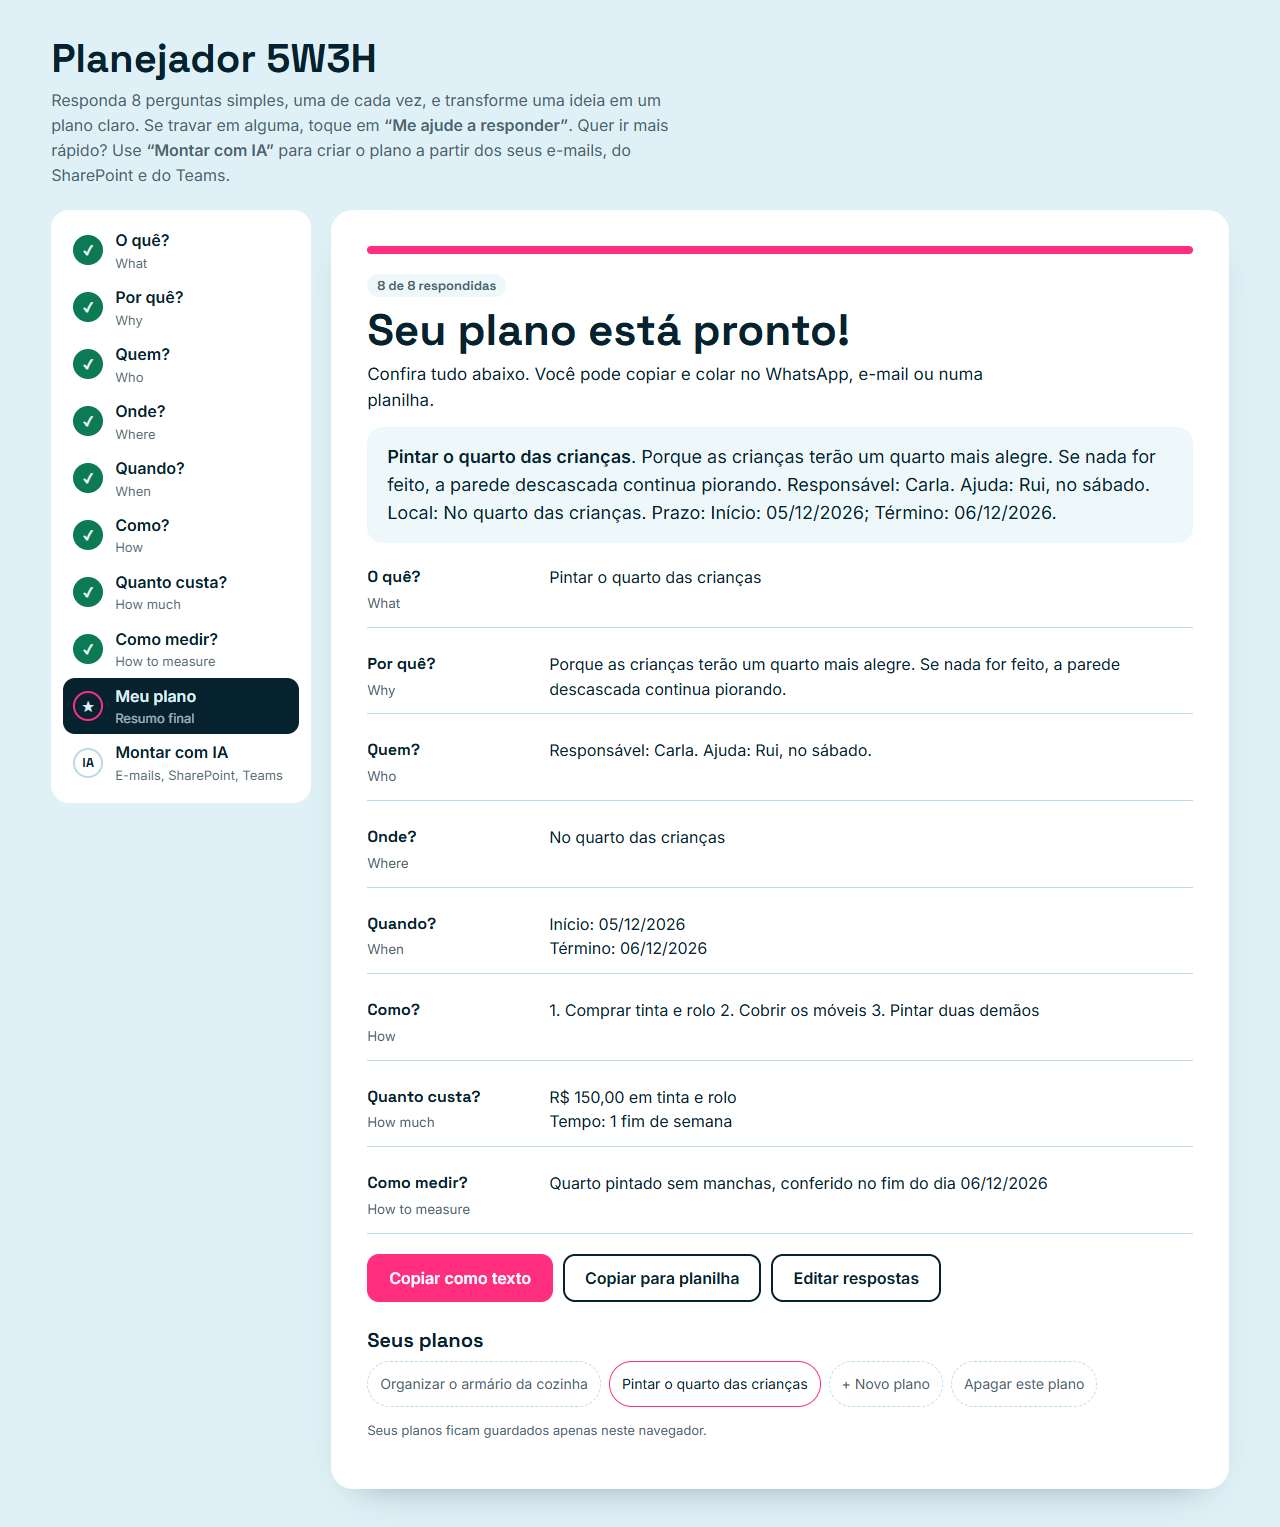 Planejador 5W3H
Responda 8 perguntas simples, uma de cada vez, e transforme uma ideia em um
plano claro. Se travar em alguma, toque em “Me ajude a responder”. Quer ir mais
rápido? Use “Montar com IA” para criar o plano a partir dos seus e-mails, do
SharePoint e do Teams.
O quê?
What
Por quê?
Why
Quem?
Who
Onde?
Where
Quando?
When
Como?
How
Quanto custa?
How much
Como medir?
How to measure
Meu plano
Resumo final
IA
Montar com IA
E-mails, SharePoint, Teams
8 de 8 respondidas
Seu plano está pronto!
Confira tudo abaixo. Você pode copiar e colar no WhatsApp, e-mail ou numa
planilha.
Pintar o quarto das crianças. Porque as crianças terão um quarto mais alegre. Se nada for
feito, a parede descascada continua piorando. Responsável: Carla. Ajuda: Rui, no sábado.
Local: No quarto das crianças. Prazo: Início: 05/12/2026; Término: 06/12/2026.
O quê?
What
Pintar o quarto das crianças
Por quê?
Why
Porque as crianças terão um quarto mais alegre. Se nada for feito, a parede
descascada continua piorando.
Quem?
Who
Responsável: Carla. Ajuda: Rui, no sábado.
Onde?
Where
No quarto das crianças
Quando?
When
Início: 05/12/2026
Término: 06/12/2026
Como?
How
1. Comprar tinta e rolo 2. Cobrir os móveis 3. Pintar duas demãos
Quanto custa?
How much
R$ 150,00 em tinta e rolo
Tempo: 1 fim de semana
Como medir?
How to measure
Quarto pintado sem manchas, conferido no fim do dia 06/12/2026
Copiar como texto
Copiar para planilha
Editar respostas
Seus planos
Organizar o armário da cozinha
Pintar o quarto das crianças
+ Novo plano
Apagar este plano
Seus planos ficam guardados apenas neste navegador.